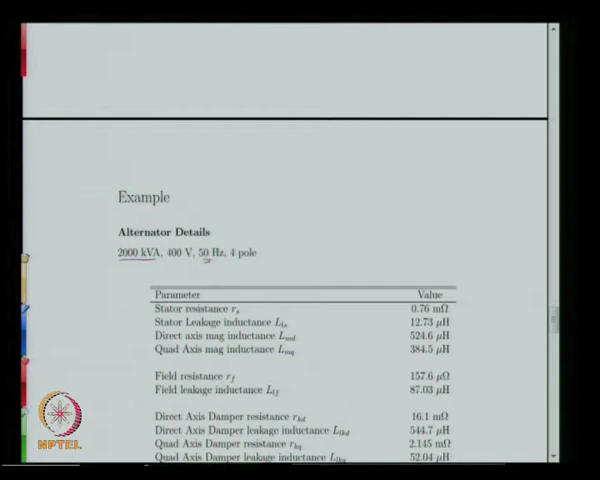 Example
Alternator Details
2000 kVA, 400 V, 50 Hz, 4 pole
Parameter Value
Stator resistance r_s 0.76 mΩ
Stator Leakage inductance L_ls 12.73 μH
Direct axis mag inductance L_md 524.6 μH
Quad Axis mag inductance L_mq 384.5 μH
Field resistance r_f 157.6 μΩ
Field leakage inductance L_lf 87.03 μH
Direct Axis Damper resistance r_kd 16.1 mΩ
Direct Axis Damper leakage inductance L_lkd 544.7 μH
Quad Axis Damper resistance r_kq 2.145 mΩ
Quad Axis Damper leakage inductance L_lkq 52.04 μH
NPTEL